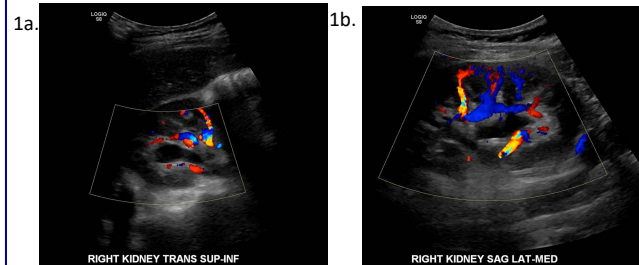 1a.
LOGIQ
S8
RIGHT KIDNEY TRANS SUP-INF
1b.
LOGIQ
S8
RIGHT KIDNEY SAG LAT-MED